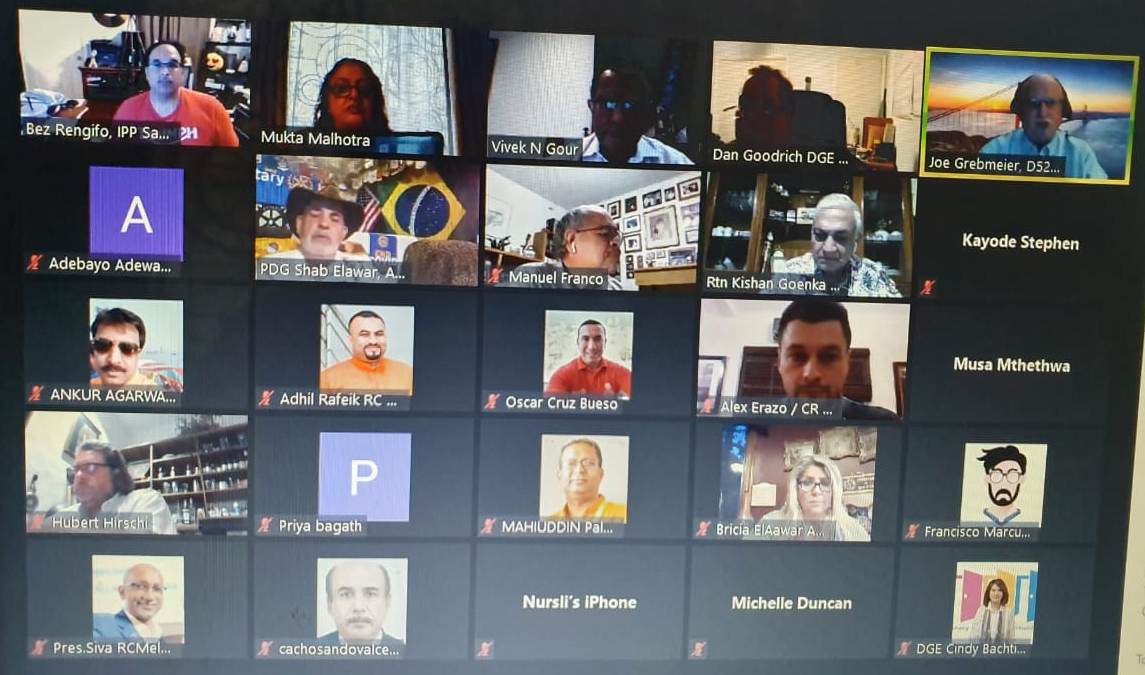 Bez Rengifo, IPP Sa...
Mukta Malhotra
Vivek N Gour
Dan Goodrich DGE ...
Joe Grebmeier, D52...
A
Adebayo Adewa...
tary
PDG Shab Elawar, A...
Manuel Franco
Rtn Kishan Goenka ...
Kayode Stephen
ANKUR AGARWA...
Adhil Rafeik RC ...
Oscar Cruz Bueso
Alex Erazo / CR ...
Musa Mthethwa
Hubert Hirschi
P
Priya bagath
MAHIUDDIN Pal...
Bricia ElAawar A...
Francisco Marcu...
Pres.Siva RCMel...
cachosandovalce...
Nursli's iPhone
Michelle Duncan
DGE Cindy Bachti...